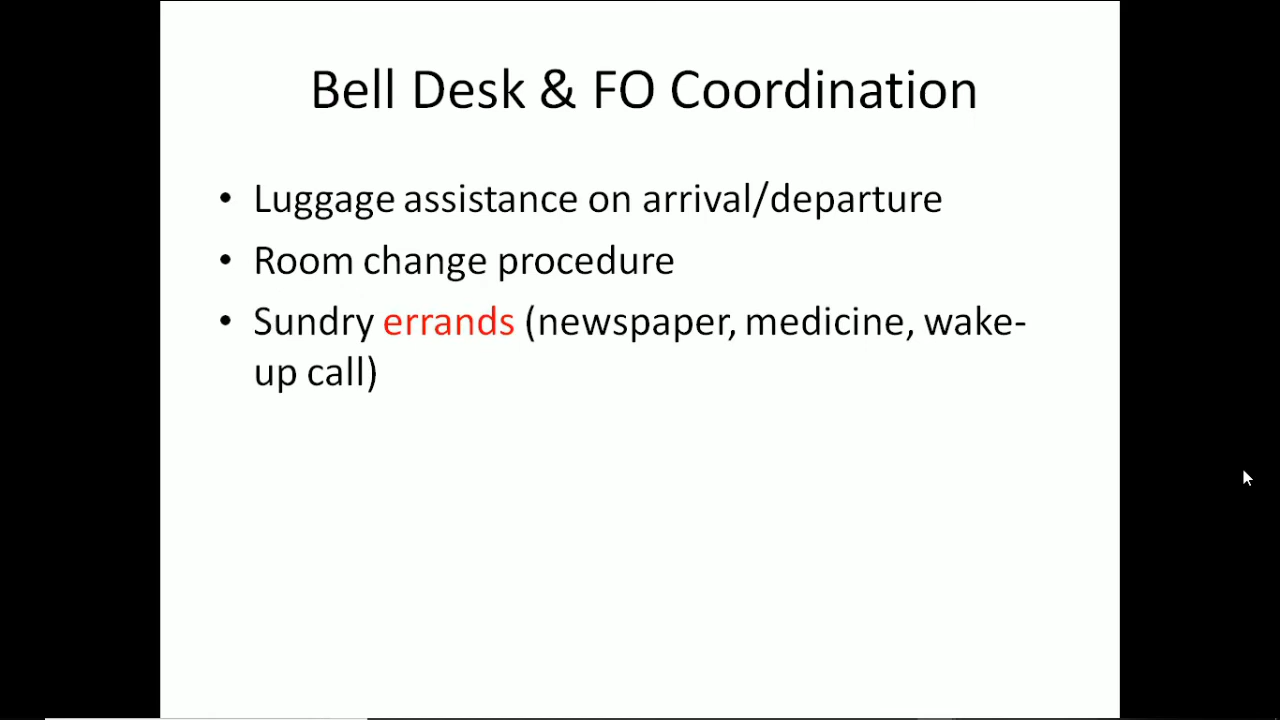 Bell Desk & FO Coordination
• Luggage assistance on arrival/departure
• Room change procedure
• Sundry errands (newspaper, medicine, wake-
up call)